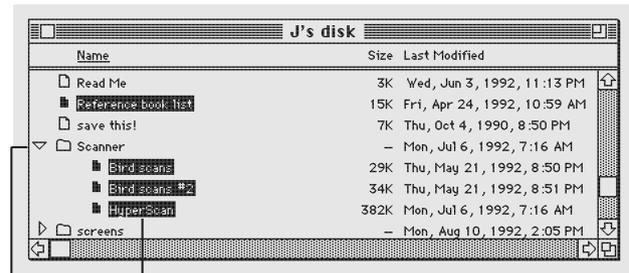 J's disk
Name Size Last Modified
Read Me 3K Wed, Jun 3, 1992, 11:13 PM
Reference book list 15K Fri, Apr 24, 1992, 10:59 AM
save this! 7K Thu, Oct 4, 1990, 8:50 PM
Scanner – Mon, Jul 6, 1992, 7:16 AM
Bird scans 29K Thu, May 21, 1992, 8:50 PM
Bird scans #2 34K Thu, May 21, 1992, 8:51 PM
HyperScan 382K Mon, Jul 6, 1992, 7:16 AM
screens – Mon, Aug 10, 1992, 2:05 PM